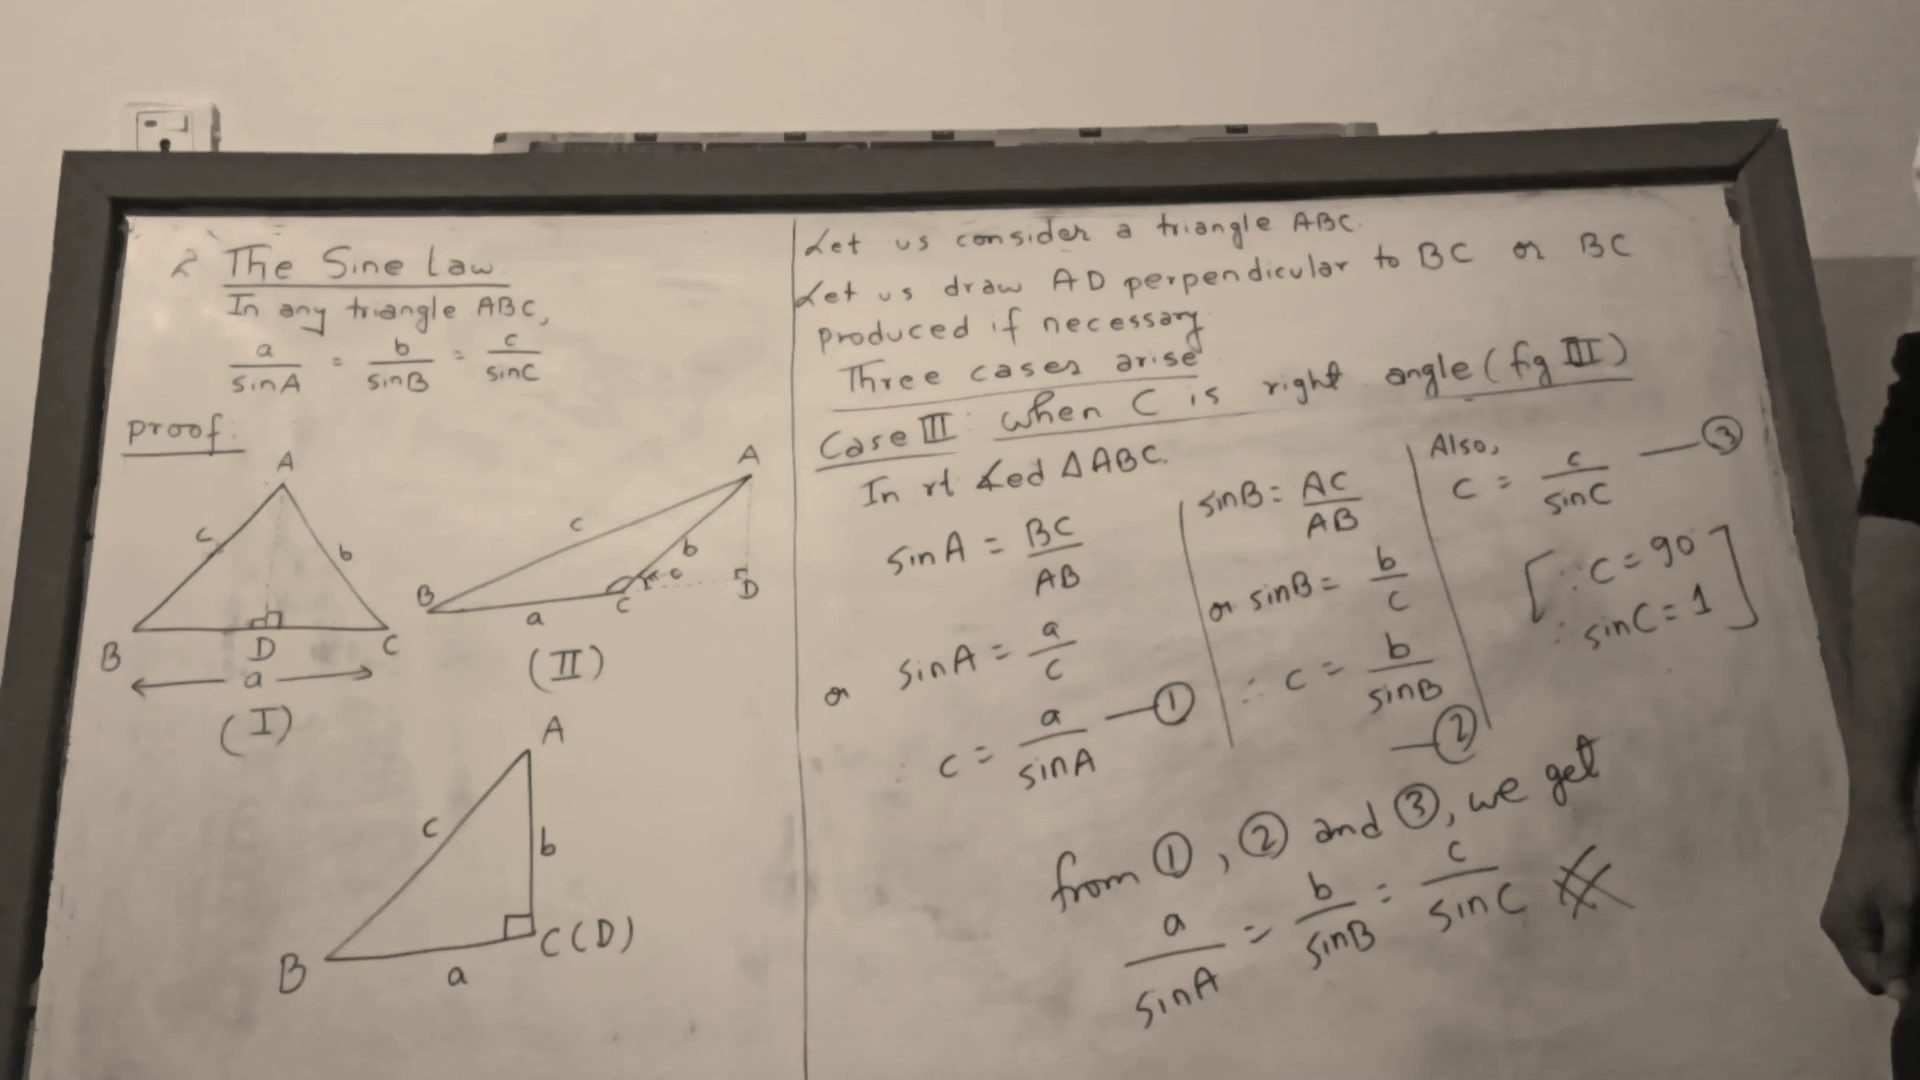 2 The Sine Law
In any triangle ABC,
a/sinA = b/sinB = c/sinC
proof:
A
c b
B D C
a
(I)
A
c
b
π-c
B C D
a
(II)
A
c b
B C(D)
a
Let us consider a triangle ABC.
Let us draw AD perpendicular to BC or BC
produced if necessary
Three cases arise
Case III: when C is right angle (fig III)
In rt ∡ed ΔABC.
sinA = BC/AB
or sinA = a/c
∴ c = a/sinA —①
sinB = AC/AB
or sinB = b/c
∴ c = b/sinB
—②
Also,
c = c/sinC —③
[∵ C = 90
∴ sinC = 1]
from ①, ② and ③, we get
a/sinA = b/sinB = c/sinC